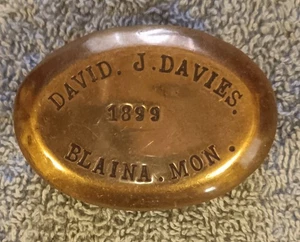 DAVID. J. DAVIES.
1899
BLAINA. MON.